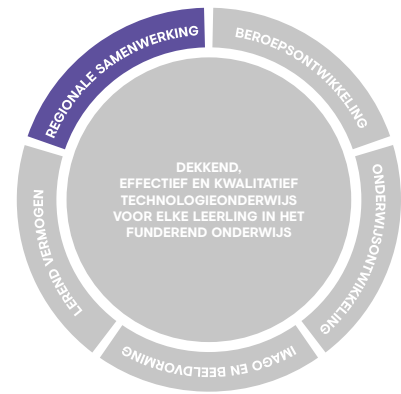 REGIONALE SAMENWERKING
BEROEPSONTWIKKELING
ONDERWIJSONTWIKKELING
IMAGO EN BEELDVORMING
LEREND VERMOGEN
DEKKEND,
EFFECTIEF EN KWALITATIEF
TECHNOLOGIEONDERWIJS
VOOR ELKE LEERLING IN HET
FUNDEREND ONDERWIJS